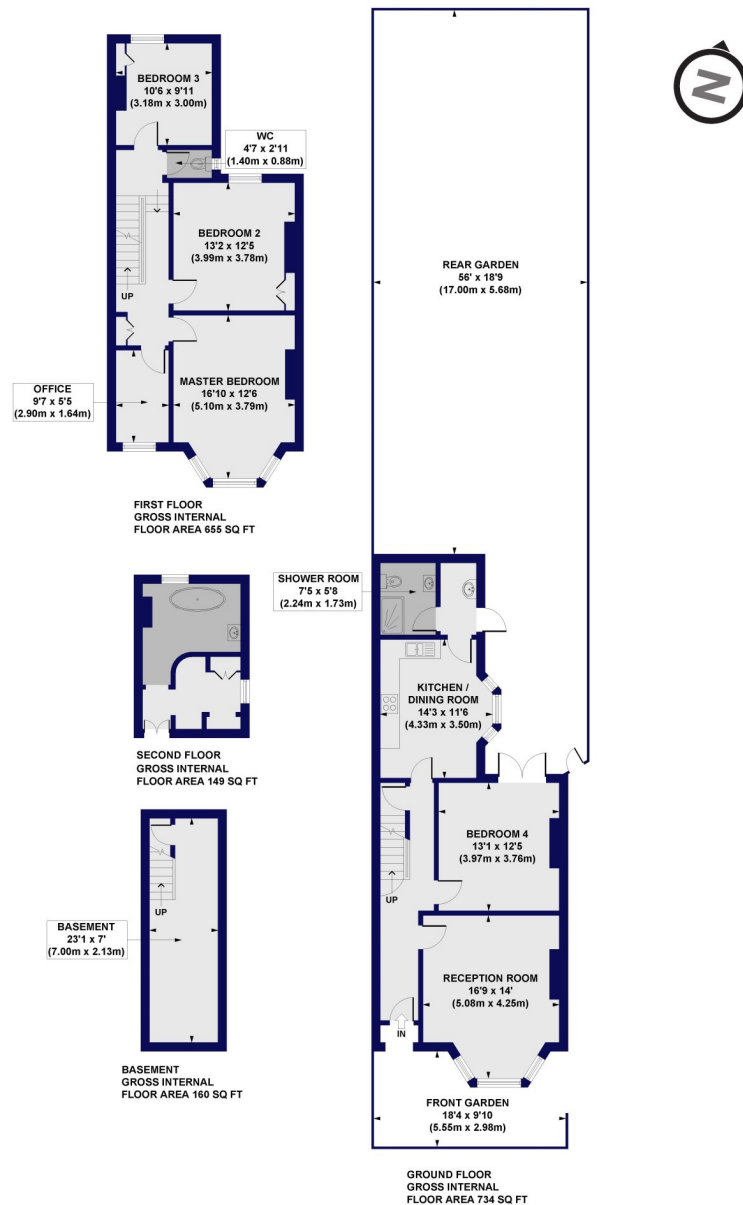 BEDROOM 3
10'6 x 9'11
(3.18m x 3.00m)
WC
4'7 x 2'11
(1.40m x 0.88m)
BEDROOM 2
13'2 x 12'5
(3.99m x 3.78m)
UP
OFFICE
9'7 x 5'5
(2.90m x 1.64m)
MASTER BEDROOM
16'10 x 12'6
(5.10m x 3.79m)
FIRST FLOOR
GROSS INTERNAL
FLOOR AREA 655 SQ FT
SECOND FLOOR
GROSS INTERNAL
FLOOR AREA 149 SQ FT
UP
BASEMENT
23'1 x 7'
(7.00m x 2.13m)
BASEMENT
GROSS INTERNAL
FLOOR AREA 160 SQ FT
N
REAR GARDEN
56' x 18'9
(17.00m x 5.68m)
SHOWER ROOM
7'5 x 5'8
(2.24m x 1.73m)
KITCHEN /
DINING ROOM
14'3 x 11'6
(4.33m x 3.50m)
BEDROOM 4
13'1 x 12'5
(3.97m x 3.76m)
UP
RECEPTION ROOM
16'9 x 14'
(5.08m x 4.25m)
IN
FRONT GARDEN
18'4 x 9'10
(5.55m x 2.98m)
GROUND FLOOR
GROSS INTERNAL
FLOOR AREA 734 SQ FT